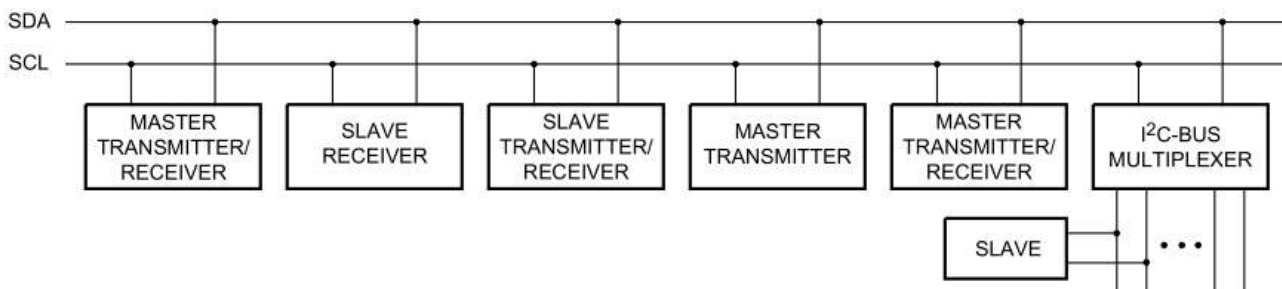 SDA
SCL
MASTER
TRANSMITTER/
RECEIVER
SLAVE
RECEIVER
SLAVE
TRANSMITTER/
RECEIVER
MASTER
TRANSMITTER
MASTER
TRANSMITTER/
RECEIVER
I²C-BUS
MULTIPLEXER
SLAVE